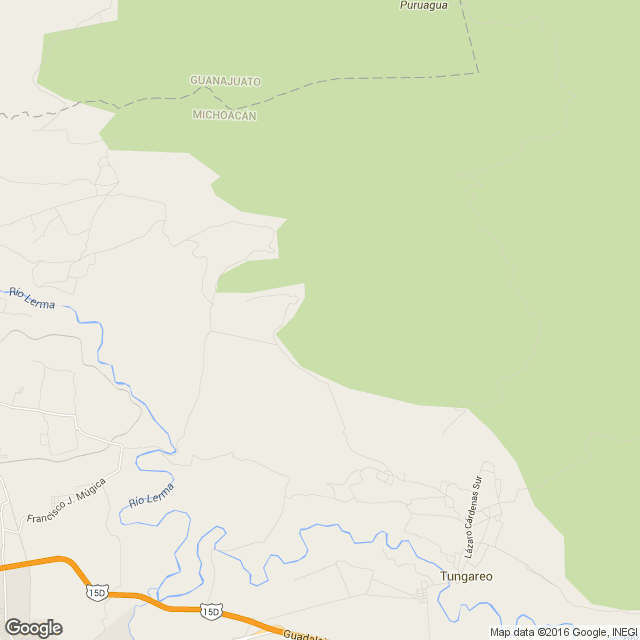 Puruagua
GUANAJUATO
MICHOACÁN
Río Lerma
Lázaro Cárdenas Sur
Francisco J. Múgica
Río Lerma
Tungareo
15D
15D
Google
Map data ©2016 Google, INEGI